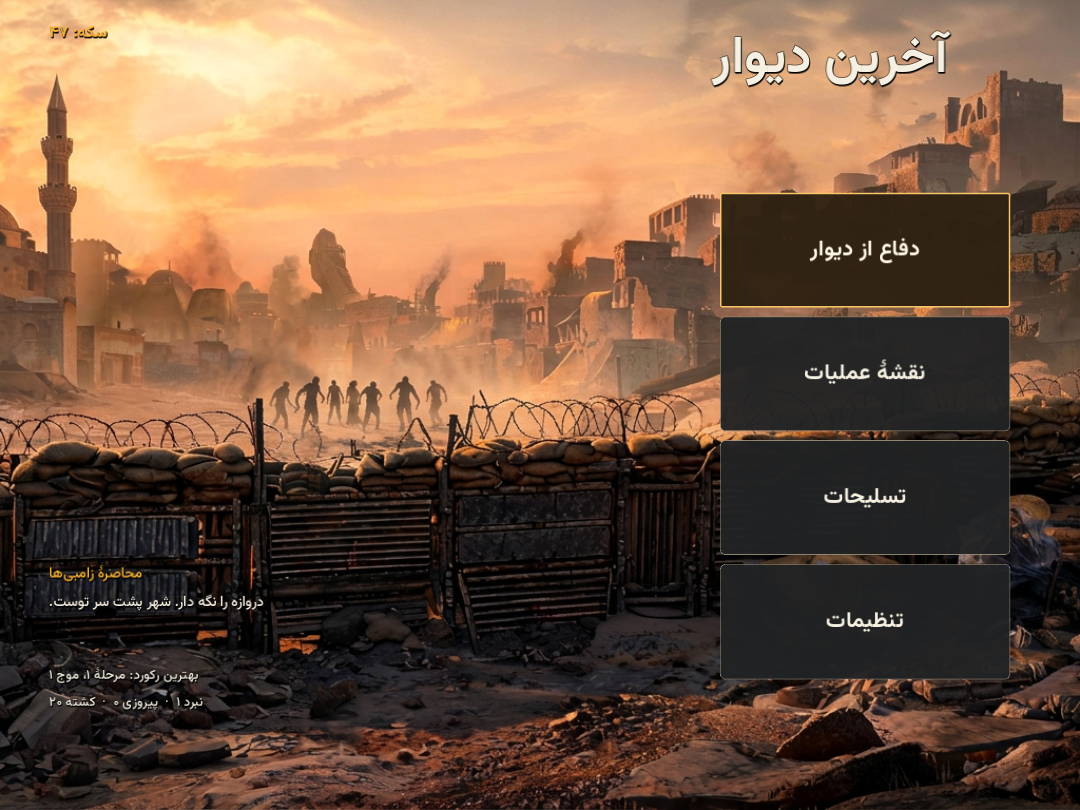 سکه: ۴۷
آخرین دیوار
دفاع از دیوار
نقشهٔ عملیات
تسلیحات
تنظیمات
محاصرهٔ زامبی‌ها
دروازه را نگه دار. شهر پشت سر توست.
بهترین رکورد: مرحلهٔ ۱، موج ۱
نبرد ۱ · پیروزی ۰ · کشته ۲۰